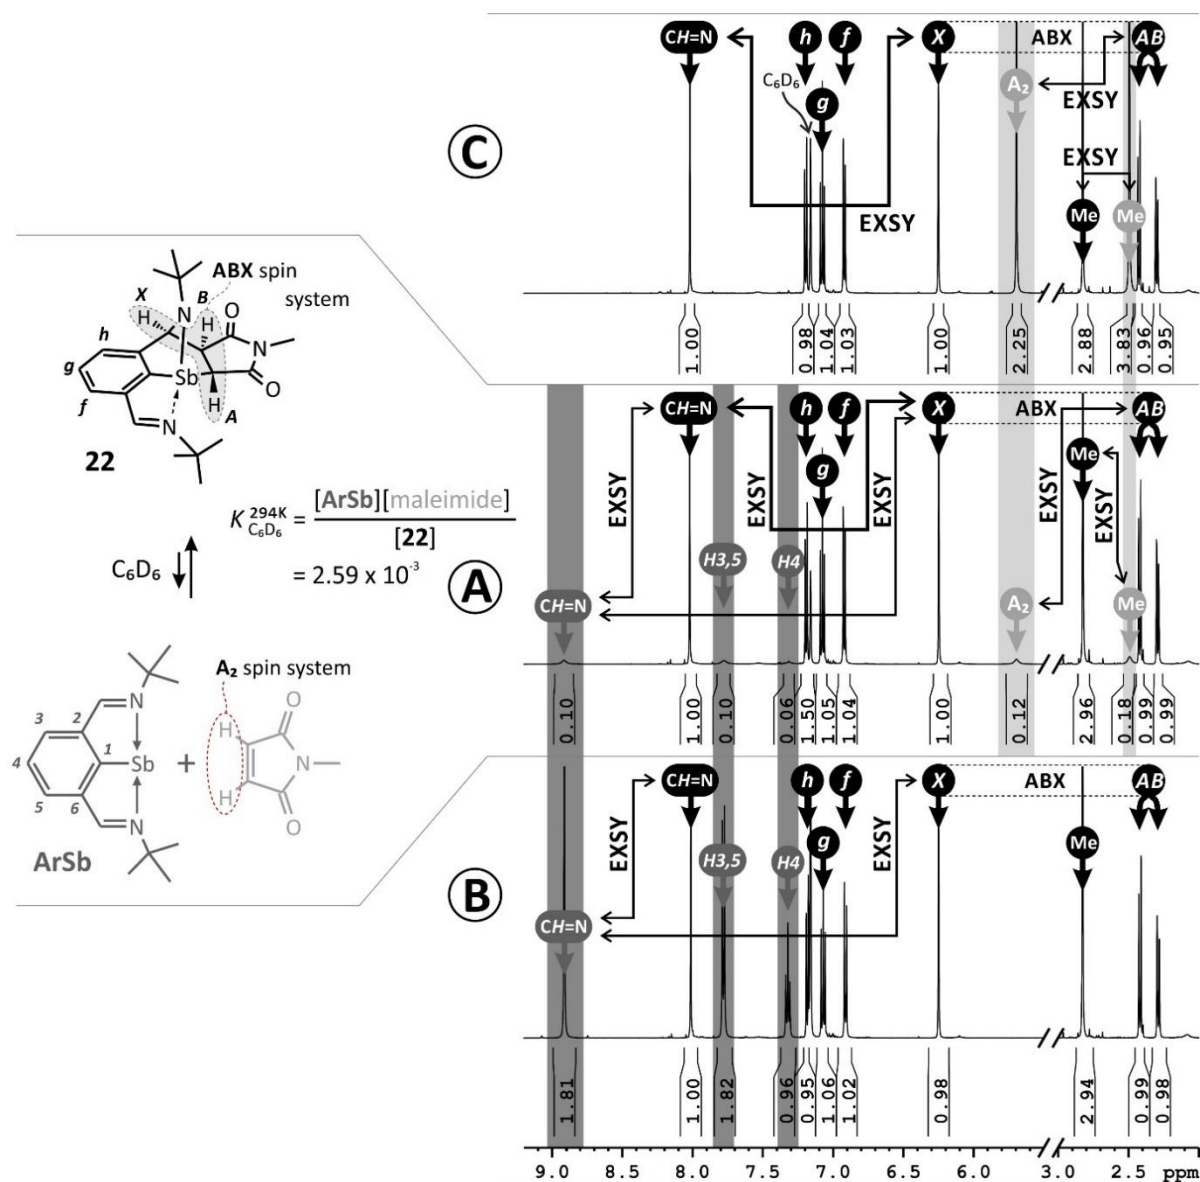 CH=N
h
f
X
ABX
AB
C₆D₆
g
A₂
EXSY
EXSY
EXSY
Me
Me
C
1.00
0.98
1.04
1.03
1.00
2.25
2.88
3.83
0.96
0.95
ABX spin
system
X
B
H
H
N
O
N
O
h
g
f
Sb
H
A
N
22
K 294K C₆D₆ = [ArSb][maleimide] / [22]
= 2.59 x 10⁻³
C₆D₆
CH=N
h
f
X
ABX
AB
g
Me
EXSY
EXSY
EXSY
EXSY
EXSY
H3,5
H4
CH=N
A₂
Me
A
0.10
1.00
0.10
0.06
1.50
1.05
1.04
1.00
0.12
2.96
0.18
0.99
0.99
A₂ spin system
N
3
2
1
4
Sb
5
6
N
+
H
H
O
N
O
ArSb
CH=N
h
f
X
ABX
AB
g
Me
EXSY
EXSY
H3,5
H4
CH=N
B
1.81
1.00
1.82
0.96
0.95
1.06
1.02
0.98
2.94
0.99
0.98
9.0 8.5 8.0 7.5 7.0 6.5 6.0 3.0 2.5 ppm